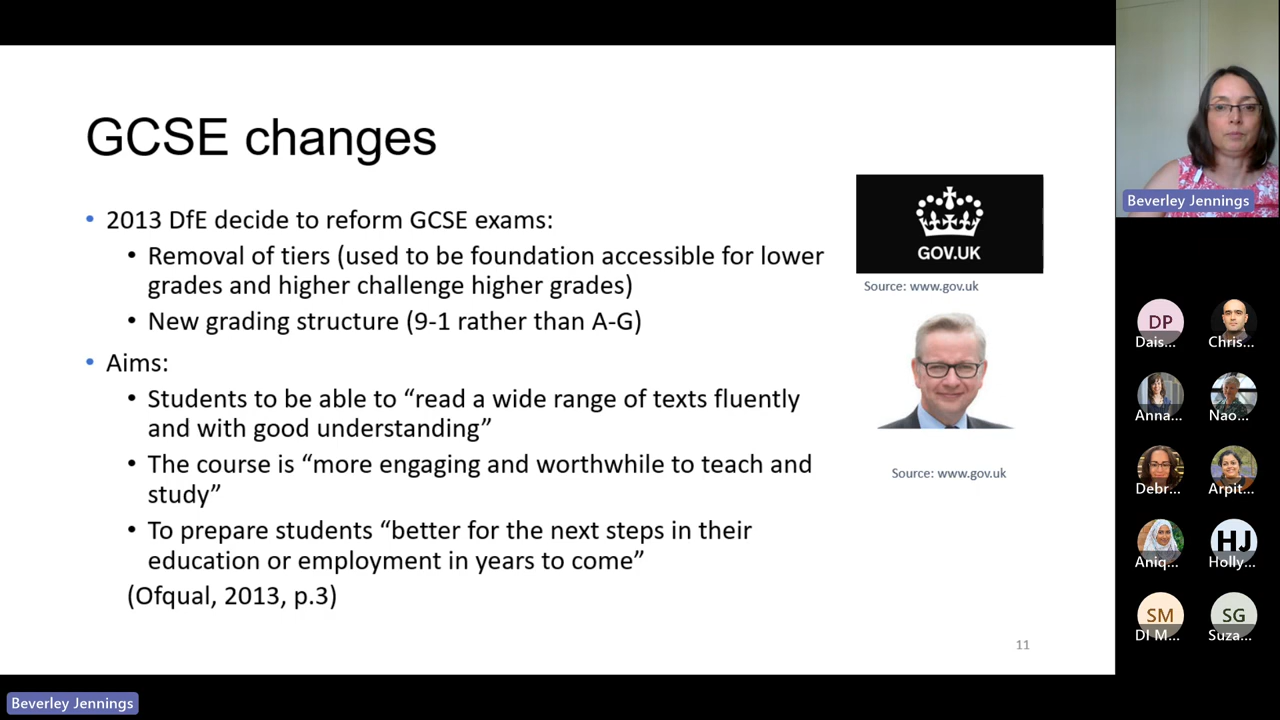 GCSE changes
• 2013 DfE decide to reform GCSE exams:
• Removal of tiers (used to be foundation accessible for lower
grades and higher challenge higher grades)
• New grading structure (9-1 rather than A-G)
• Aims:
• Students to be able to “read a wide range of texts fluently
and with good understanding”
• The course is “more engaging and worthwhile to teach and
study”
• To prepare students “better for the next steps in their
education or employment in years to come”
(Ofqual, 2013, p.3)
GOV.UK
Source: www.gov.uk
Source: www.gov.uk
11
Beverley Jennings
DP
Dais...
Chris...
Anna...
Nao...
Debr...
Arpit...
Aniq...
HJ
Holly...
SM
DI M...
SG
Suza...
Beverley Jennings